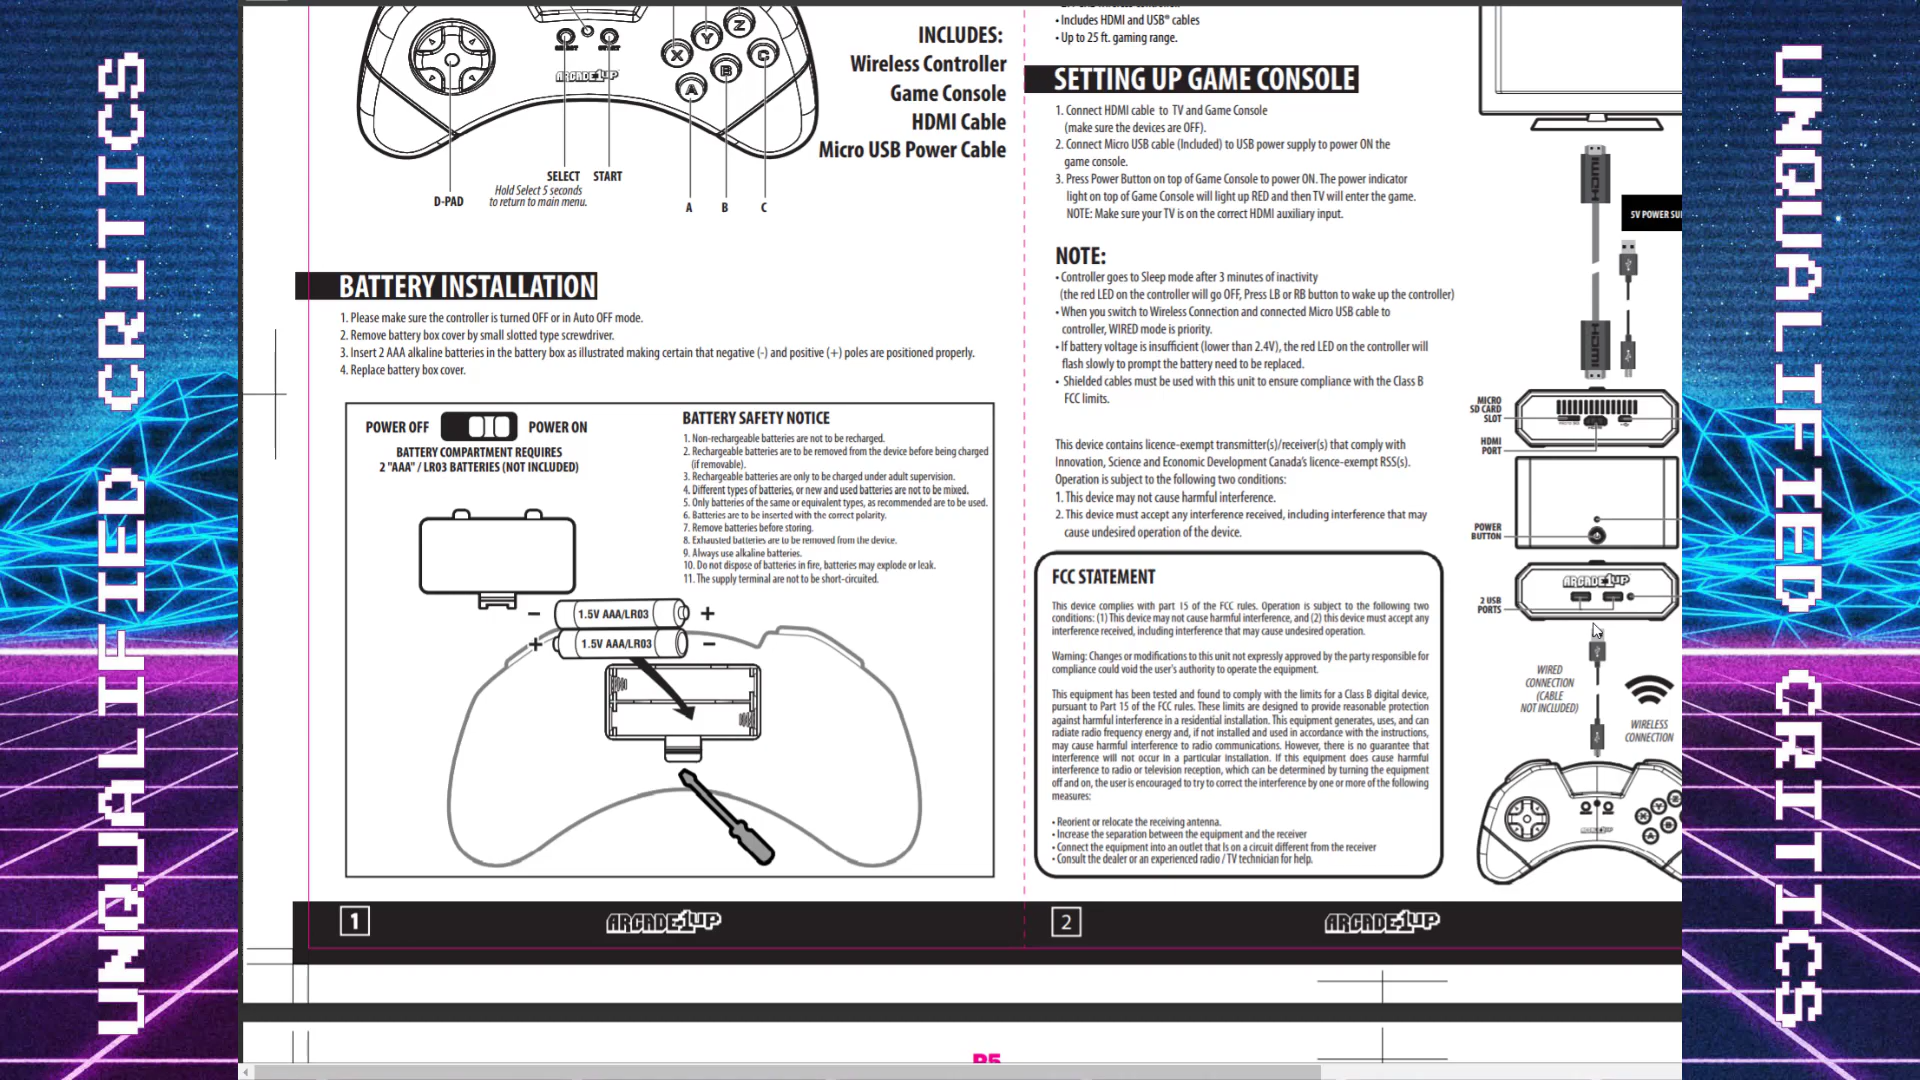 UNQUALIFIED CRITICS
X
Y
Z
A
B
C
SELECT
START
ARCADE1UP
SELECT START
Hold Select 5 seconds
to return to main menu.
D-PAD
A B C
INCLUDES:
Wireless Controller
Game Console
HDMI Cable
Micro USB Power Cable
BATTERY INSTALLATION
1. Please make sure the controller is turned OFF or in Auto OFF mode.
2. Remove battery box cover by small slotted type screwdriver.
3. Insert 2 AAA alkaline batteries in the battery box as illustrated making certain that negative (-) and positive (+) poles are positioned properly.
4. Replace battery box cover.
POWER OFF POWER ON
BATTERY COMPARTMENT REQUIRES
2 "AAA" / LR03 BATTERIES (NOT INCLUDED)
BATTERY SAFETY NOTICE
1. Non-rechargeable batteries are not to be recharged.
2. Rechargeable batteries are to be removed from the device before being charged
(if removable).
3. Rechargeable batteries are only to be charged under adult supervision.
4. Different types of batteries, or new and used batteries are not to be mixed.
5. Only batteries of the same or equivalent types, as recommended are to be used.
6. Batteries are to be inserted with the correct polarity.
7. Remove batteries before storing.
8. Exhausted batteries are to be removed from the device.
9. Always use alkaline batteries.
10. Do not dispose of batteries in fire, batteries may explode or leak.
11. The supply terminal are not to be short-circuited.
− 1.5V AAA/LR03 +
+ 1.5V AAA/LR03 −
1
ARCADE1UP
• Includes HDMI and USB® cables
• Up to 25 ft. gaming range.
SETTING UP GAME CONSOLE
1. Connect HDMI cable to TV and Game Console
(make sure the devices are OFF).
2. Connect Micro USB cable (Included) to USB power supply to power ON the
game console.
3. Press Power Button on top of Game Console to power ON. The power indicator
light on top of Game Console will light up RED and then TV will enter the game.
NOTE: Make sure your TV is on the correct HDMI auxiliary input.
NOTE:
• Controller goes to Sleep mode after 3 minutes of inactivity
(the red LED on the controller will go OFF, Press LB or RB button to wake up the controller)
• When you switch to Wireless Connection and connected Micro USB cable to
controller, WIRED mode is priority.
• If battery voltage is insufficient (lower than 2.4V), the red LED on the controller will
flash slowly to prompt the battery need to be replaced.
• Shielded cables must be used with this unit to ensure compliance with the Class B
FCC limits.
This device contains licence-exempt transmitter(s)/receiver(s) that comply with
Innovation, Science and Economic Development Canada's licence-exempt RSS(s).
Operation is subject to the following two conditions:
1. This device may not cause harmful interference.
2. This device must accept any interference received, including interference that may
cause undesired operation of the device.
FCC STATEMENT
This device complies with part 15 of the FCC rules. Operation is subject to the following two
conditions: (1) This device may not cause harmful interference, and (2) this device must accept any
interference received, including interference that may cause undesired operation.
Warning: Changes or modifications to this unit not expressly approved by the party responsible for
compliance could void the user's authority to operate the equipment.
This equipment has been tested and found to comply with the limits for a Class B digital device,
pursuant to Part 15 of the FCC rules. These limits are designed to provide reasonable protection
against harmful interference in a residential installation. This equipment generates, uses, and can
radiate radio frequency energy and, if not installed and used in accordance with the instructions,
may cause harmful interference to radio communications. However, there is no guarantee that
interference will not occur in a particular installation. If this equipment does cause harmful
interference to radio or television reception, which can be determined by turning the equipment
off and on, the user is encouraged to try to correct the interference by one or more of the following
measures:
• Reorient or relocate the receiving antenna.
• Increase the separation between the equipment and the receiver
• Connect the equipment into an outlet that is on a circuit different from the receiver
• Consult the dealer or an experienced radio / TV technician for help.
2
ARCADE1UP
HDMI
5V POWER SU
HDMI
MICRO
SD CARD
SLOT
HDMI
PORT
POWER
BUTTON
ARCADE1UP
2 USB
PORTS
WIRED
CONNECTION
(CABLE
NOT INCLUDED)
WIRELESS
CONNECTION
P5
UNQUALIFIED CRITICS